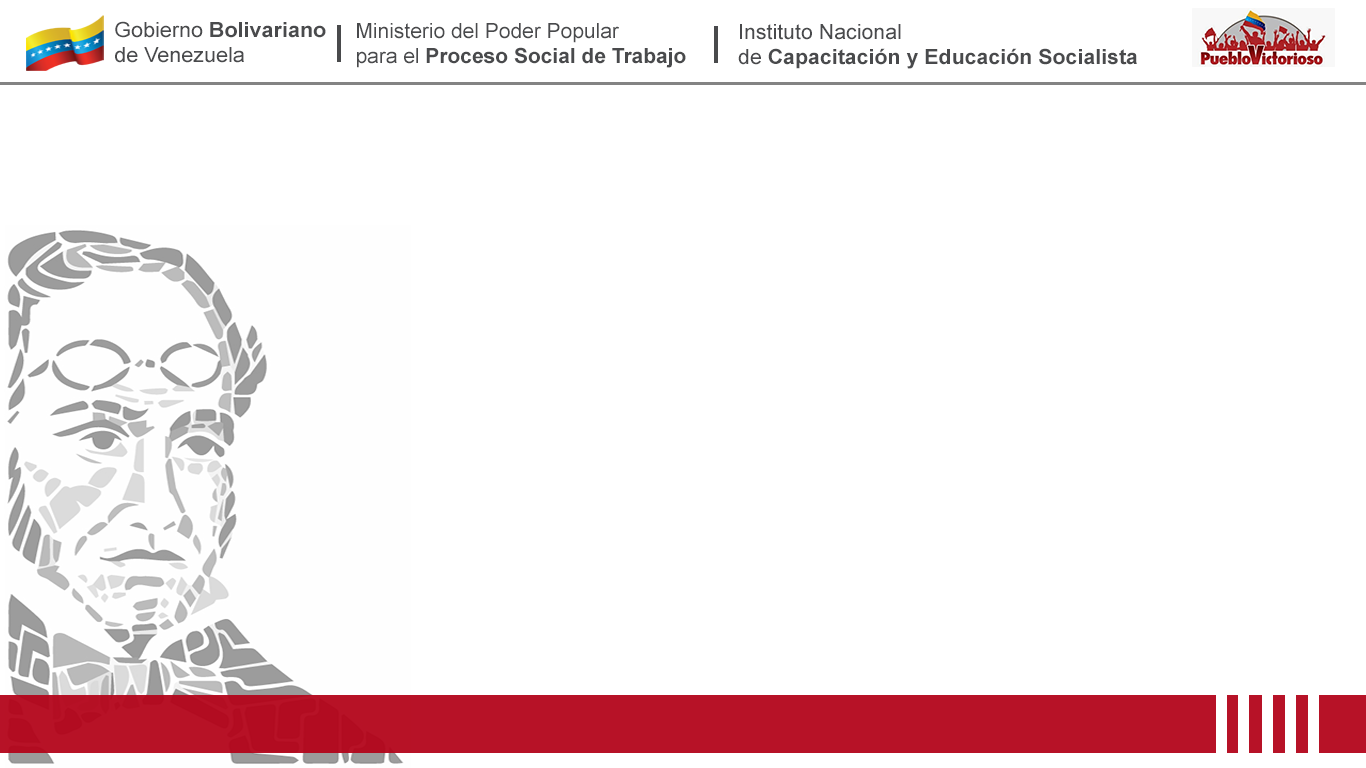 Gobierno Bolivariano
de Venezuela
Ministerio del Poder Popular
para el Proceso Social de Trabajo
Instituto Nacional
de Capacitación y Educación Socialista
PuebloVictorioso